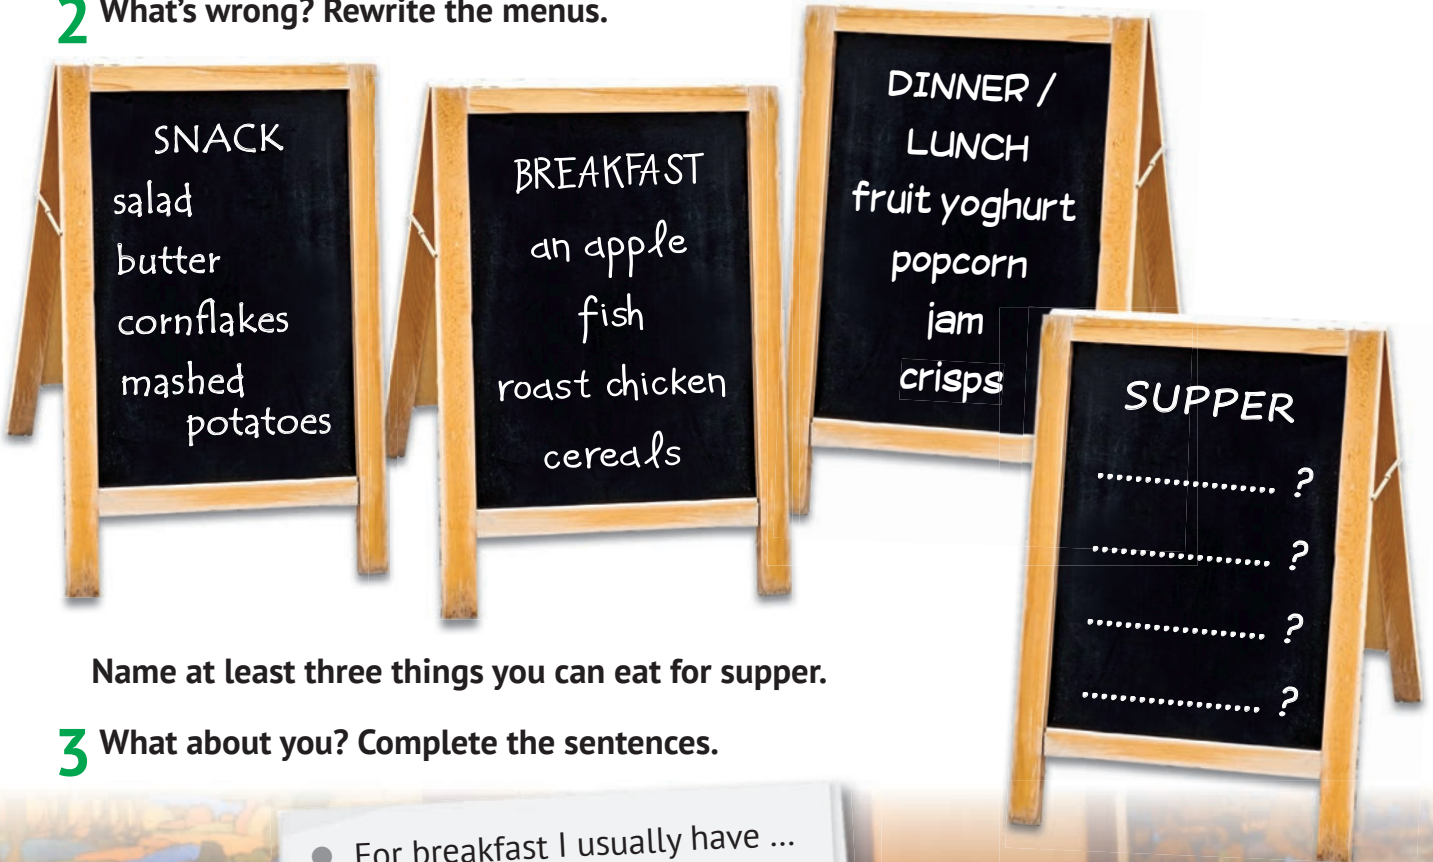 2 What's wrong? Rewrite the menus.
SNACK
salad
butter
cornflakes
mashed
potatoes
BREAKFAST
an apple
fish
roast chicken
cereals
DINNER /
LUNCH
fruit yoghurt
popcorn
jam
crisps
SUPPER
.................... ?
.................... ?
.................... ?
.................... ?
Name at least three things you can eat for supper.
3 What about you? Complete the sentences.
• For breakfast I usually have ...